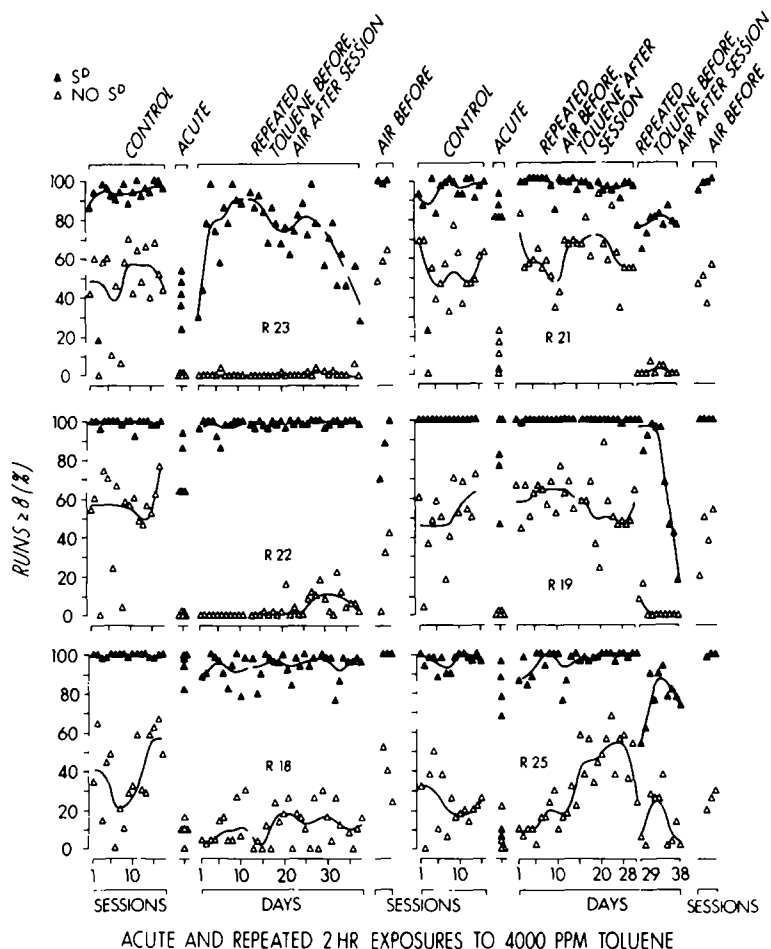 ▲ Sᴰ
△ NO Sᴰ
CONTROL
ACUTE
REPEATED
TOLUENE BEFORE,
AIR AFTER SESSION
AIR BEFORE
CONTROL
ACUTE
REPEATED
AIR BEFORE,
TOLUENE AFTER
SESSION
REPEATED
TOLUENE BEFORE,
AIR AFTER SESSION
AIR BEFORE
RUNS ≥ 8 (%)
100
80
60
40
20
0
R 23
R 21
100
80
60
40
20
0
R 22
R 19
100
80
60
40
20
0
R 18
R 25
1 10 1 10 20 30 1 10 1 10 20 28 29 38
SESSIONS DAYS SESSIONS DAYS SESSIONS
ACUTE AND REPEATED 2 HR EXPOSURES TO 4000 PPM TOLUENE